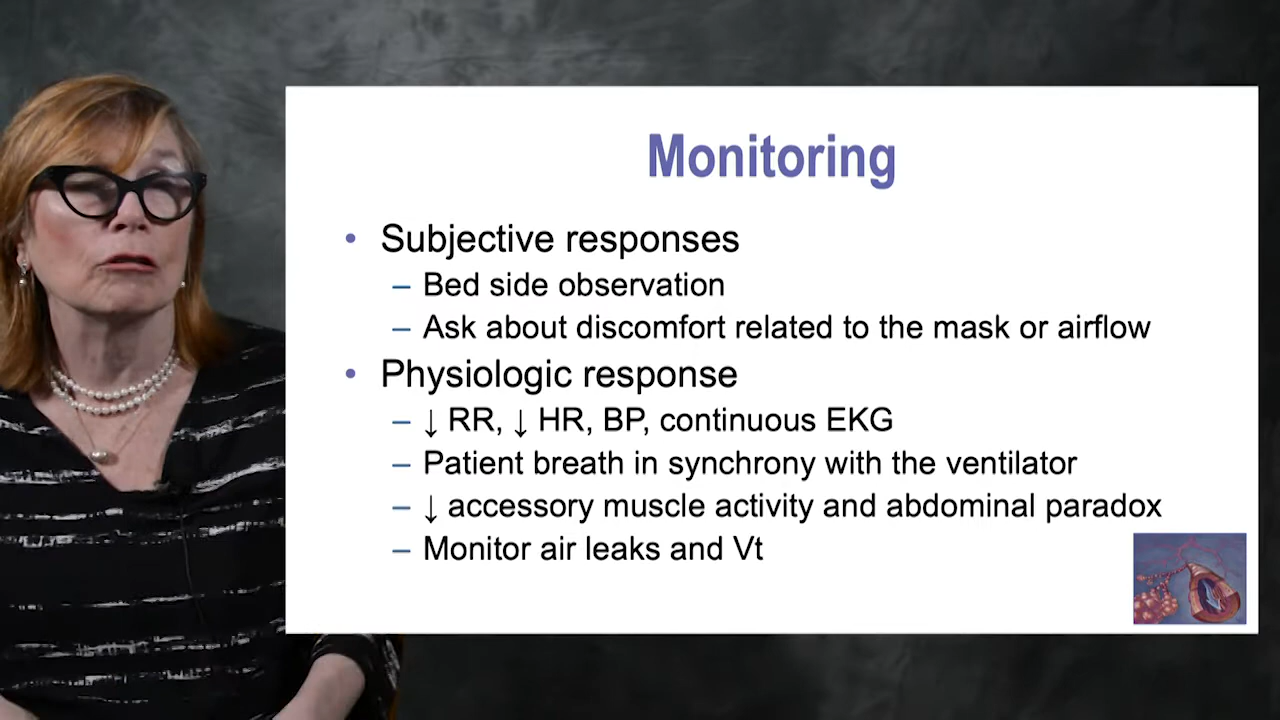 Monitoring
• Subjective responses
– Bed side observation
– Ask about discomfort related to the mask or airflow
• Physiologic response
– ↓ RR, ↓ HR, BP, continuous EKG
– Patient breath in synchrony with the ventilator
– ↓ accessory muscle activity and abdominal paradox
– Monitor air leaks and Vt